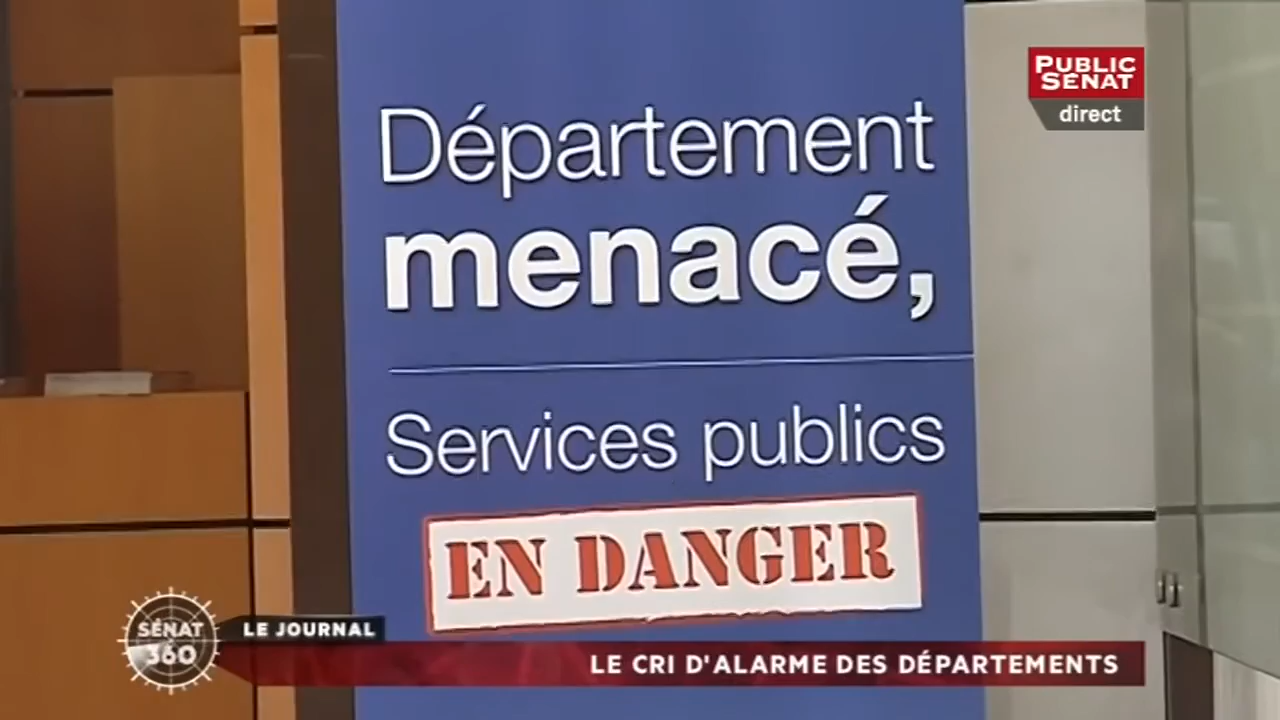 PUBLIC
SÉNAT
direct
Département
menacé,
Services publics
EN DANGER
SÉNAT
360
LE JOURNAL
LE CRI D'ALARME DES DÉPARTEMENTS